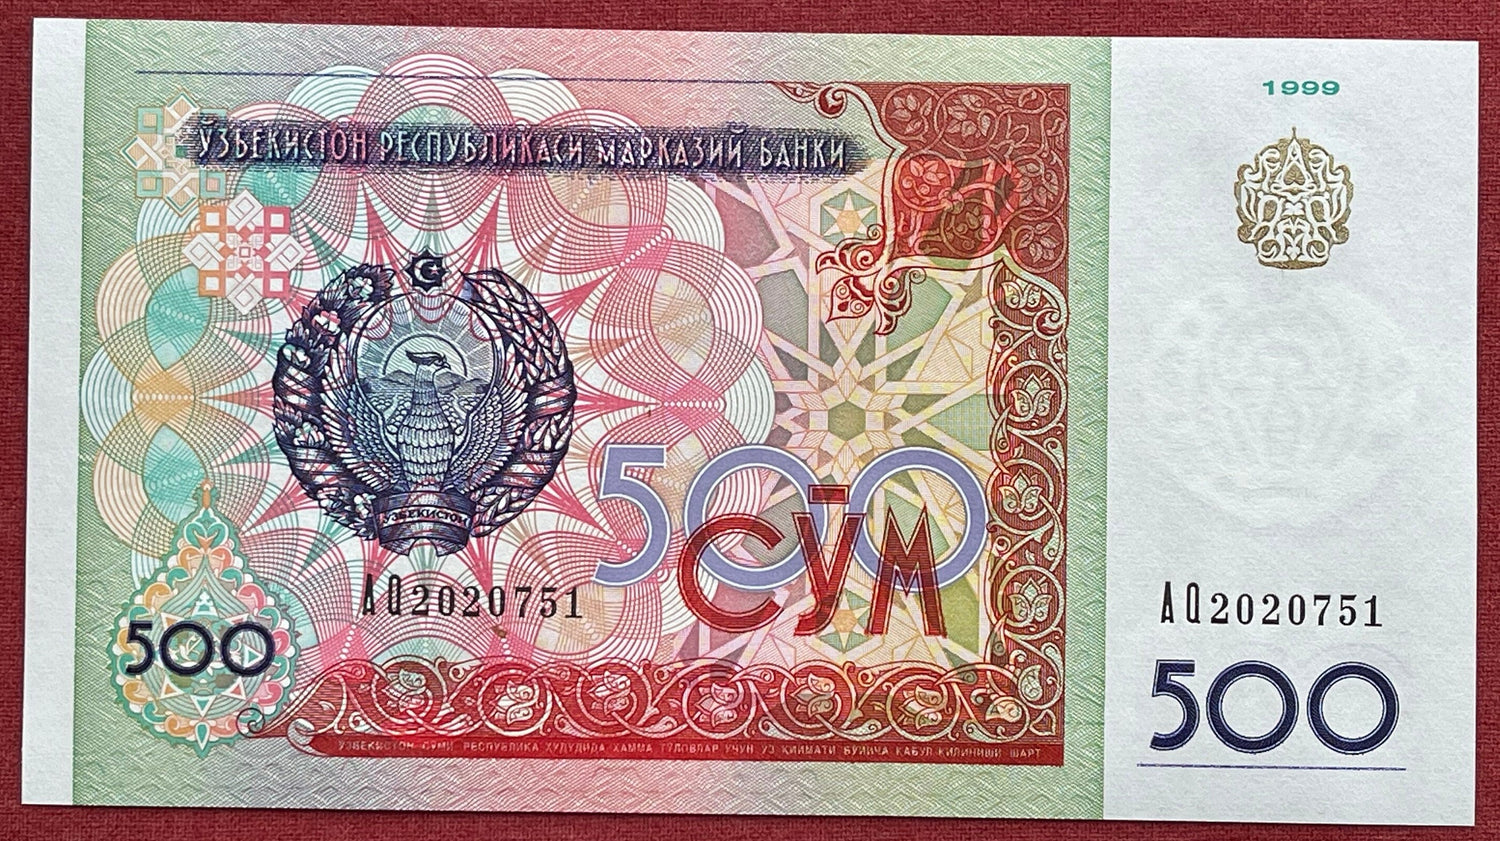 1999
ЎЗБЕКИСТОН РЕСПУБЛИКАСИ МАРКАЗИЙ БАНКИ
ЎЗБЕКИСТОН
500
СЎМ
AQ2020751
AQ2020751
500
500
ЎЗБЕКИСТОН СЎМИ РЕСПУБЛИКА ҲУДУДИДА ҲАММА ТЎЛОВЛАР УЧУН ЎЗ ҚИЙМАТИ БЎЙИЧА ҚАБУЛ ҚИЛИНИШИ ШАРТ